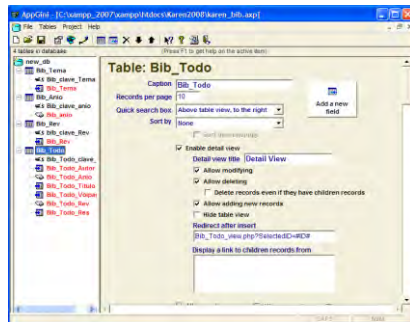 AppGini - [C:\xampp_2007\xampp\htdocs\Karen2008\karen_bib.axp]
File Tables Project Help
4 tables in database
(Press F1 to get help on the active item)
new_db
Bib_Tema
Bib_clave_Tema
Bib_Tema
Bib_Anio
Bib_clave_anio
Bib_anio
Bib_Rev
Bib_clave_Rev
Bib_Rev
Bib_Todo
Bib_Todo_clave_
Bib_Todo_Autor
Bib_Todo_Anio
Bib_Todo_Titulo
Bib_Todo_Rev
Bib_Todo_Res
Table: Bib_Todo
Caption Bib_Todo
Records per page 10
Quick search box Above table view, to the right
Sort by None
Add a new field
Enable detail view
Detail view title Detail View
Allow modifying
Allow deleting
Delete records even if they have children records
Allow adding new records
Hide table view
Redirect after insert
Bib_Todo_view.php?SelectedID=#ID#
Display a link to children records from